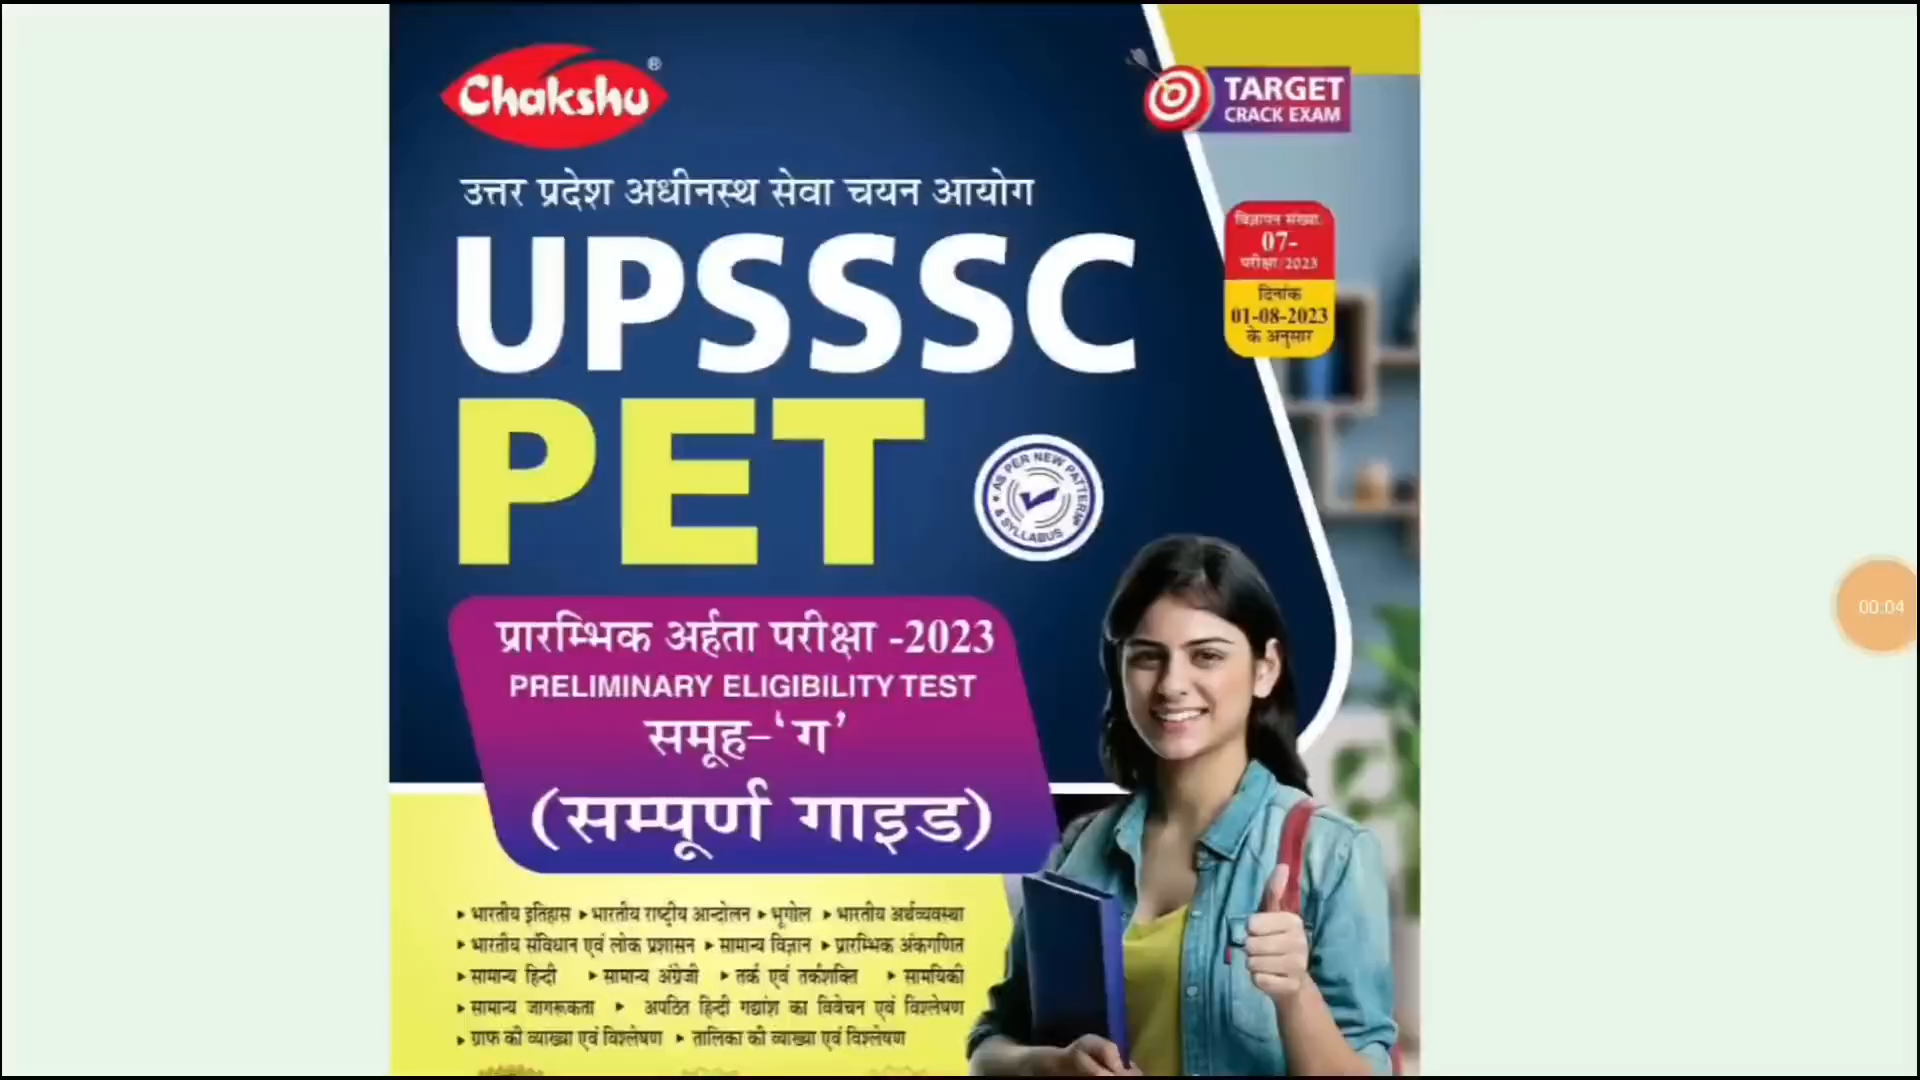 Chakshu®
TARGET
CRACK EXAM
उत्तर प्रदेश अधीनस्थ सेवा चयन आयोग
विज्ञापन संख्या
07-
परीक्षा/2023
दिनांक
01-08-2023
के अनुसार
UPSSSC
PET
AS PER NEW PATTERN
& SYLLABUS
प्रारम्भिक अर्हता परीक्षा -2023
PRELIMINARY ELIGIBILITY TEST
समूह-‘ग’
(सम्पूर्ण गाइड)
00:04
▸ भारतीय इतिहास ▸ भारतीय राष्ट्रीय आन्दोलन ▸ भूगोल ▸ भारतीय अर्थव्यवस्था
▸ भारतीय संविधान एवं लोक प्रशासन ▸ सामान्य विज्ञान ▸ प्रारम्भिक अंकगणित
▸ सामान्य हिन्दी ▸ सामान्य अंग्रेजी ▸ तर्क एवं तर्कशक्ति ▸ सामयिकी
▸ सामान्य जागरूकता ▸ अपठित हिन्दी गद्यांश का विवेचन एवं विश्लेषण
▸ ग्राफ की व्याख्या एवं विश्लेषण ▸ तालिका की व्याख्या एवं विश्लेषण